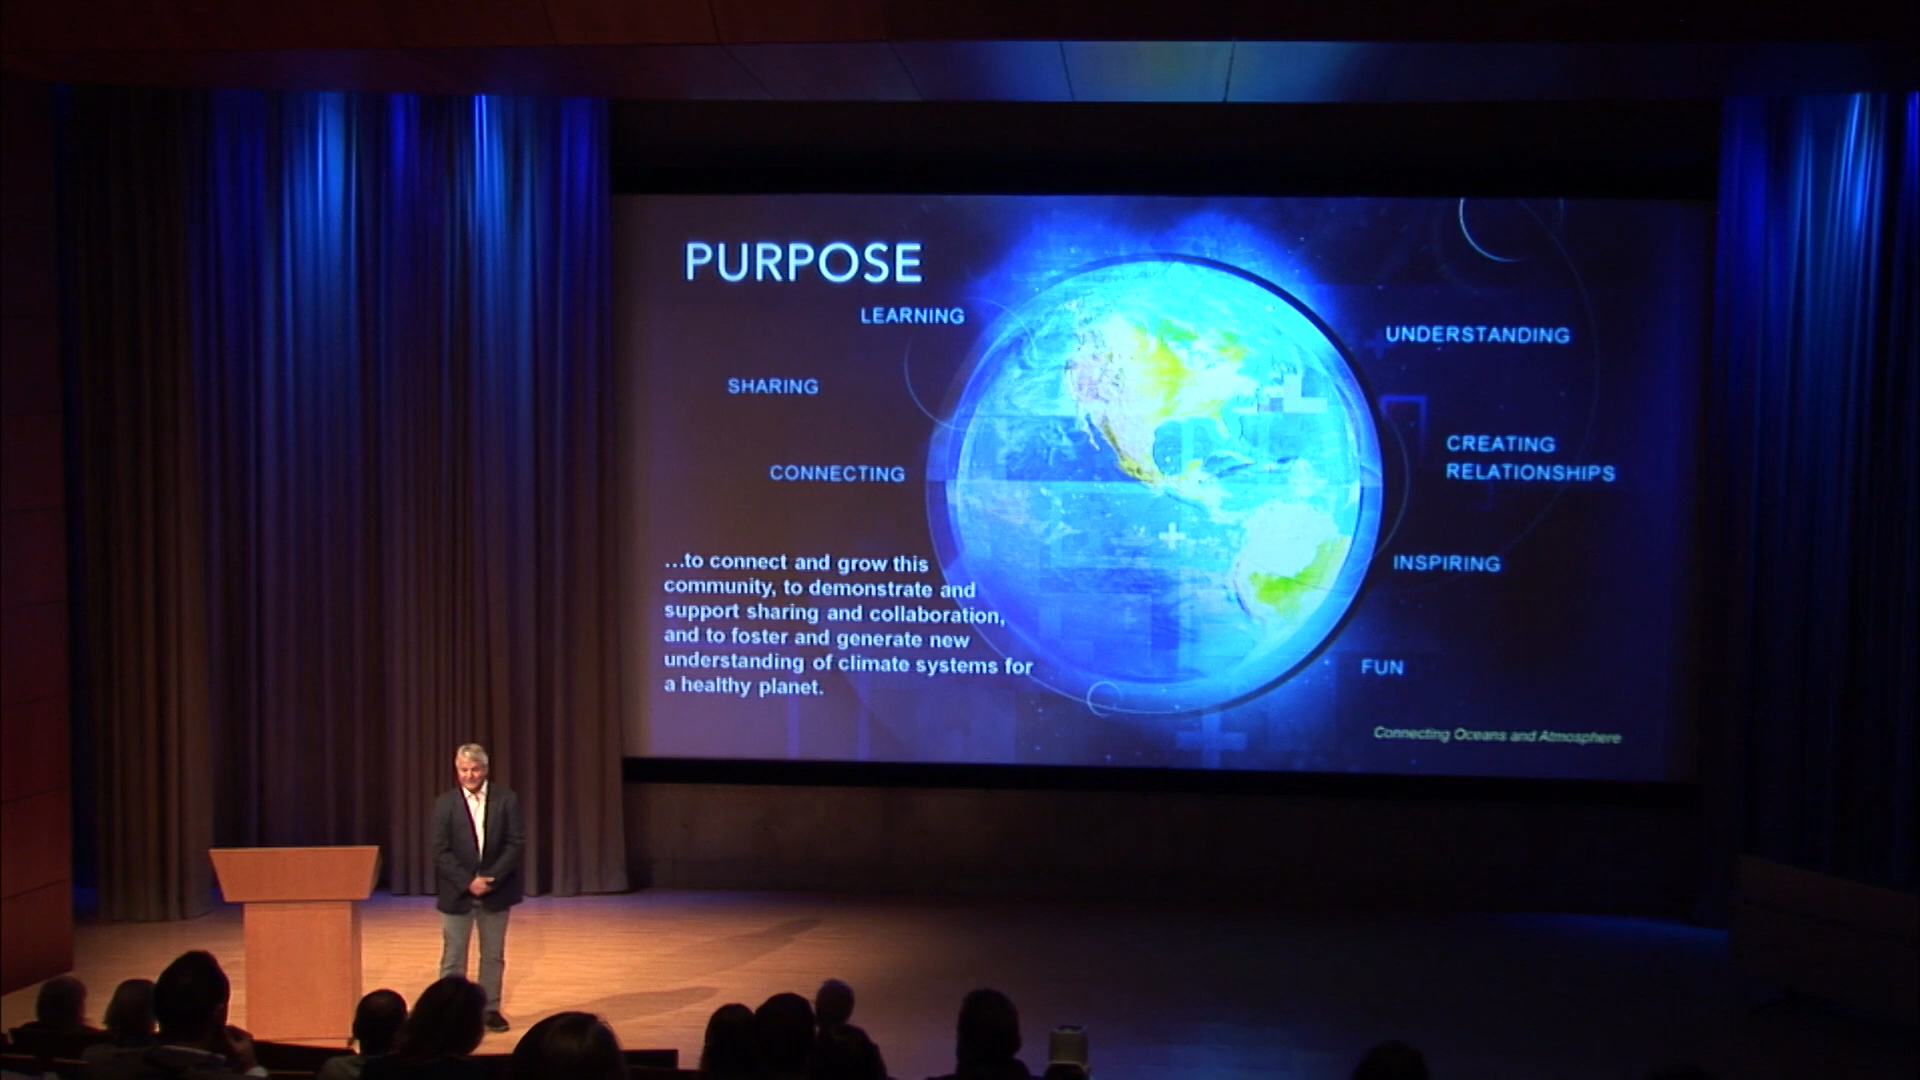 PURPOSE
LEARNING
SHARING
CONNECTING
…to connect and grow this
community, to demonstrate and
support sharing and collaboration,
and to foster and generate new
understanding of climate systems for
a healthy planet.
UNDERSTANDING
CREATING
RELATIONSHIPS
INSPIRING
FUN
Connecting Oceans and Atmosphere